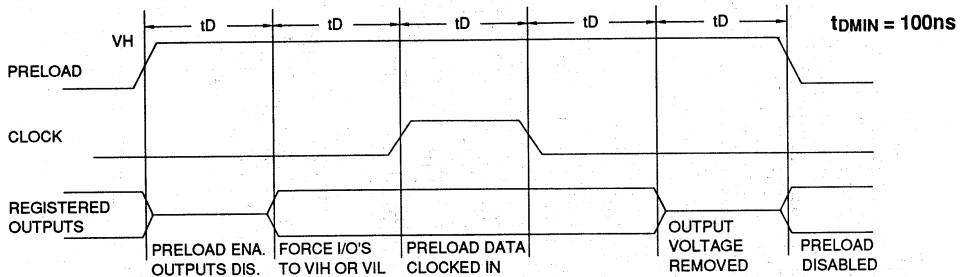 tD tD tD tD tD
tDMIN = 100ns
VH
PRELOAD
CLOCK
REGISTERED
OUTPUTS
PRELOAD ENA.
OUTPUTS DIS.
FORCE I/O'S
TO VIH OR VIL
PRELOAD DATA
CLOCKED IN
OUTPUT
VOLTAGE
REMOVED
PRELOAD
DISABLED